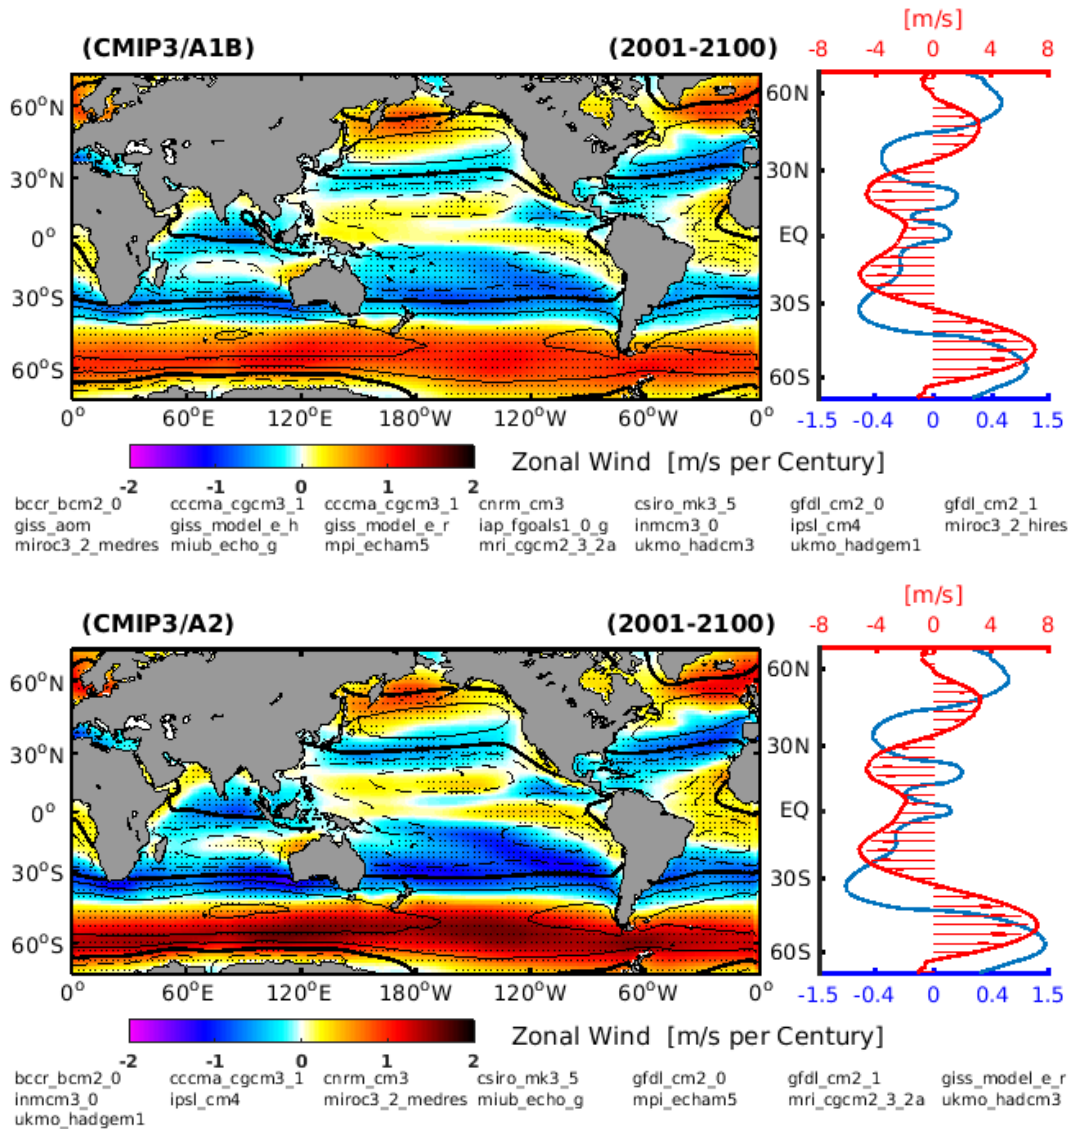 [m/s]
(CMIP3/A1B) (2001-2100) -8 -4 0 4 8
60°N 60N
30°N 30N
0° EQ
30°S 30S
60°S 60S
0° 60°E 120°E 180°W 120°W 60°W 0° -1.5 -0.4 0 0.4 1.5
-2 -1 0 1 2 Zonal Wind [m/s per Century]
bccr_bcm2_0 cccma_cgcm3_1 cccma_cgcm3_1 cnrm_cm3 csiro_mk3_5 gfdl_cm2_0 gfdl_cm2_1
giss_aom giss_model_e_h giss_model_e_r iap_fgoals1_0_g inmcm3_0 ipsl_cm4 miroc3_2_hires
miroc3_2_medres miub_echo_g mpi_echam5 mri_cgcm2_3_2a ukmo_hadcm3 ukmo_hadgem1
[m/s]
(CMIP3/A2) (2001-2100) -8 -4 0 4 8
60°N 60N
30°N 30N
0° EQ
30°S 30S
60°S 60S
0° 60°E 120°E 180°W 120°W 60°W 0° -1.5 -0.4 0 0.4 1.5
-2 -1 0 1 2 Zonal Wind [m/s per Century]
bccr_bcm2_0 cccma_cgcm3_1 cnrm_cm3 csiro_mk3_5 gfdl_cm2_0 gfdl_cm2_1 giss_model_e_r
inmcm3_0 ipsl_cm4 miroc3_2_medres miub_echo_g mpi_echam5 mri_cgcm2_3_2a ukmo_hadcm3
ukmo_hadgem1